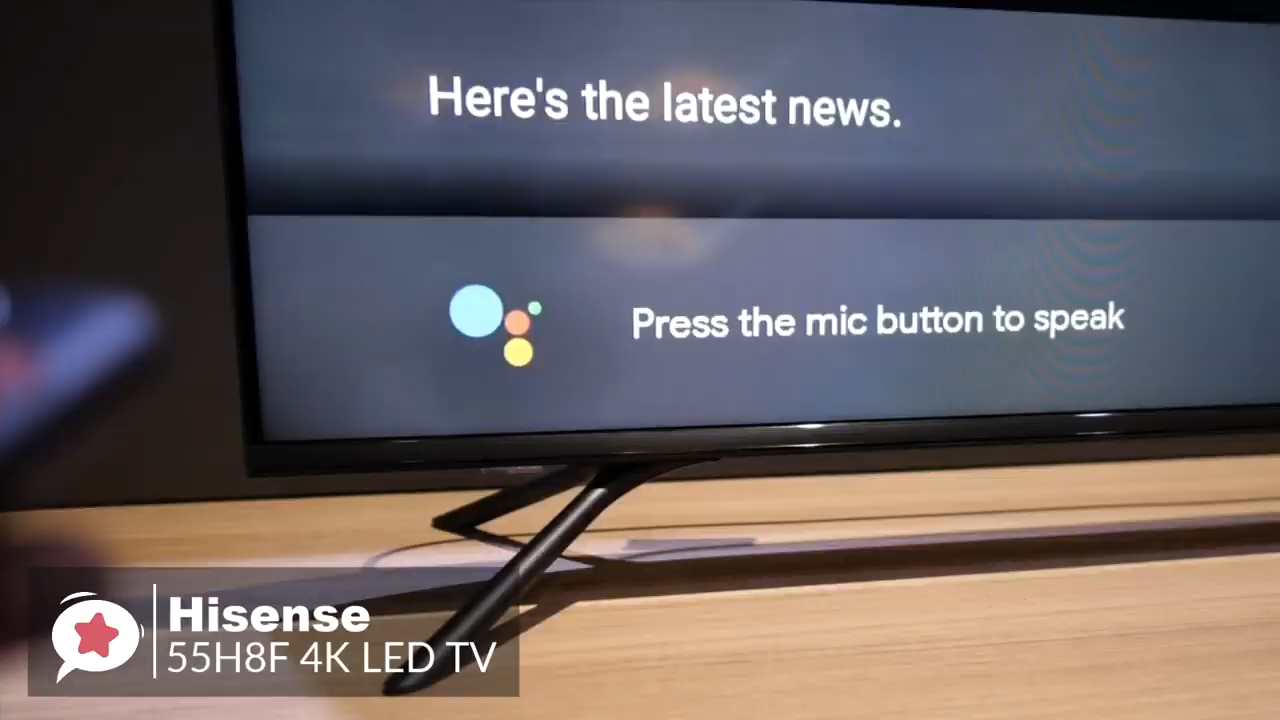 Here's the latest news.
Press the mic button to speak
Hisense
55H8F 4K LED TV